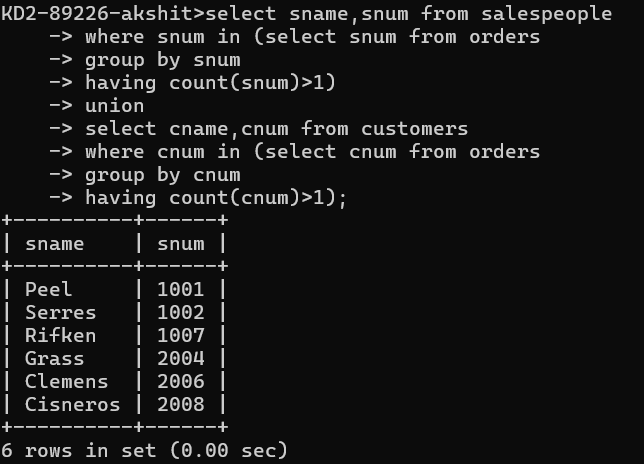 KD2-89226-akshit>select sname,snum from salespeople
    -> where snum in (select snum from orders
    -> group by snum
    -> having count(snum)>1)
    -> union
    -> select cname,cnum from customers
    -> where cnum in (select cnum from orders
    -> group by cnum
    -> having count(cnum)>1);
+----------+------+
| sname    | snum |
+----------+------+
| Peel     | 1001 |
| Serres   | 1002 |
| Rifken   | 1007 |
| Grass    | 2004 |
| Clemens  | 2006 |
| Cisneros | 2008 |
+----------+------+
6 rows in set (0.00 sec)